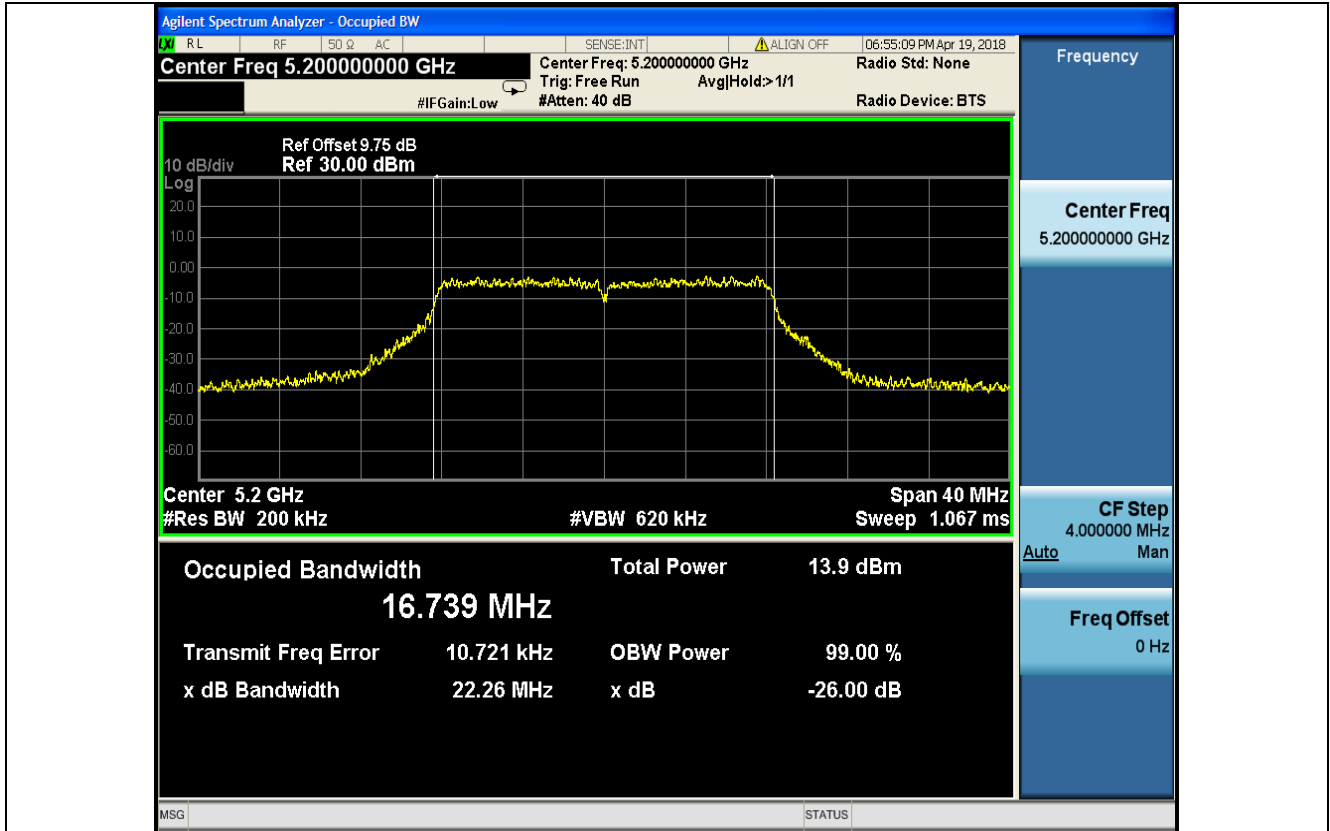 Agilent Spectrum Analyzer - Occupied BW
LXI RL RF 50 Ω AC SENSE:INT ALIGN OFF 06:55:09 PM Apr 19, 2018
Center Freq 5.200000000 GHz
Center Freq: 5.200000000 GHz
Radio Std: None
Trig: Free Run Avg|Hold:>1/1
#IFGain:Low
#Atten: 40 dB
Radio Device: BTS
Frequency
Ref Offset 9.75 dB
10 dB/div Ref 30.00 dBm
Log
20.0
10.0
0.00
-10.0
-20.0
-30.0
-40.0
-50.0
-60.0
Center 5.2 GHz Span 40 MHz
#Res BW 200 kHz #VBW 620 kHz Sweep 1.067 ms
Occupied Bandwidth Total Power 13.9 dBm
16.739 MHz
Transmit Freq Error 10.721 kHz OBW Power 99.00 %
x dB Bandwidth 22.26 MHz x dB -26.00 dB
Center Freq
5.200000000 GHz
CF Step
4.000000 MHz
Auto Man
Freq Offset
0 Hz
MSG STATUS